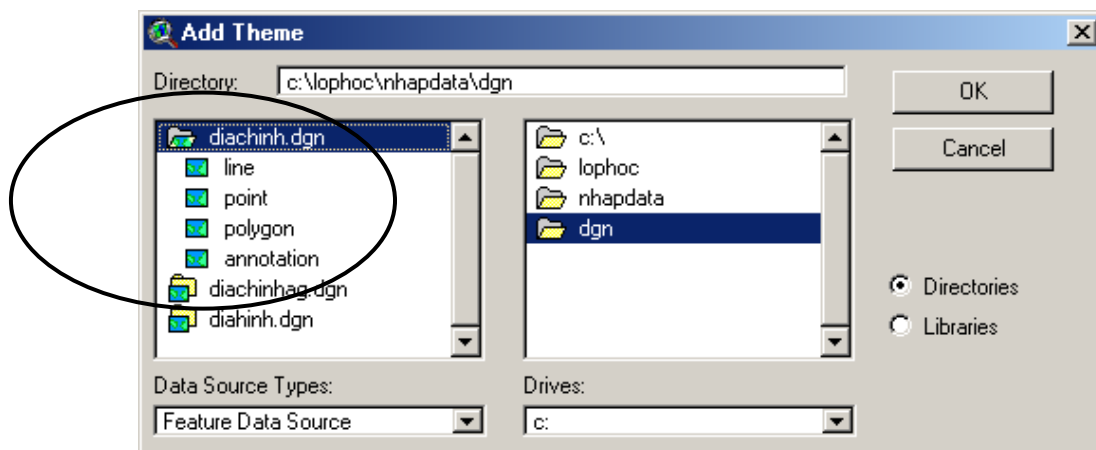 Add Theme
Directory: c:\lophoc\nhapdata\dgn
OK
Cancel
diachinh.dgn
line
point
polygon
annotation
diachinhag.dgn
diahinh.dgn
c:\
lophoc
nhapdata
dgn
Directories
Libraries
Data Source Types:
Feature Data Source
Drives:
c: